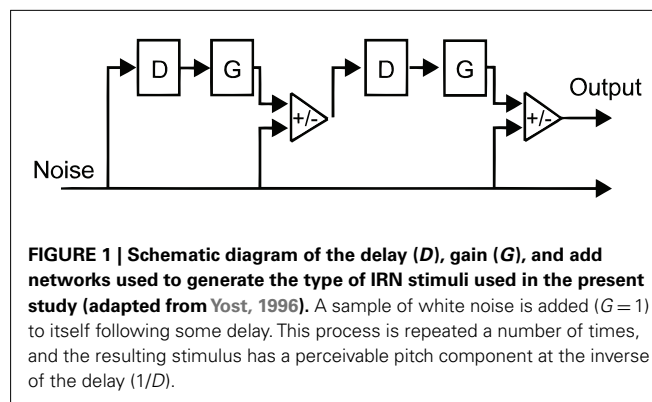 D G D G
Output
+/- +/-
Noise
FIGURE 1 | Schematic diagram of the delay (D), gain (G), and add
networks used to generate the type of IRN stimuli used in the present
study (adapted from Yost, 1996). A sample of white noise is added (G = 1)
to itself following some delay. This process is repeated a number of times,
and the resulting stimulus has a perceivable pitch component at the inverse
of the delay (1/D).